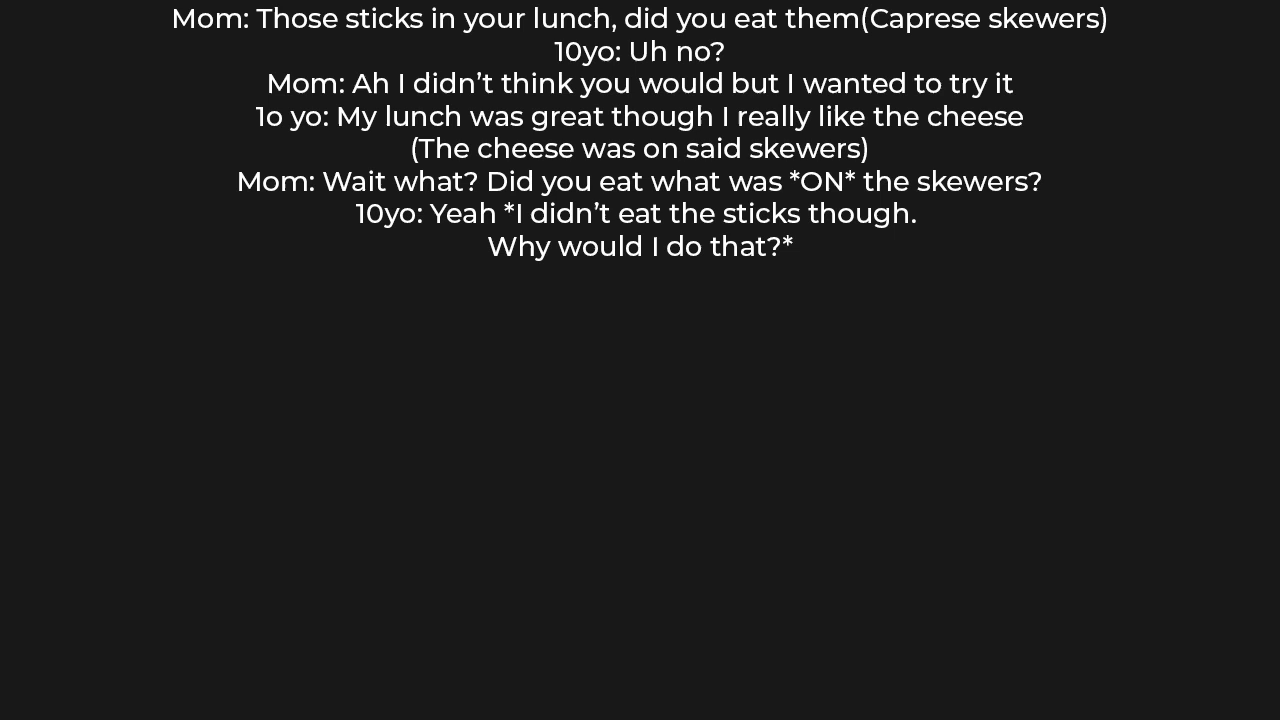 Mom: Those sticks in your lunch, did you eat them(Caprese skewers)
10yo: Uh no?
Mom: Ah I didn’t think you would but I wanted to try it
1o yo: My lunch was great though I really like the cheese
(The cheese was on said skewers)
Mom: Wait what? Did you eat what was *ON* the skewers?
10yo: Yeah *I didn’t eat the sticks though.
Why would I do that?*